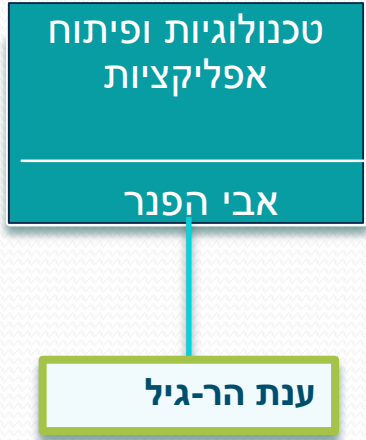 טכנולוגיות ופיתוח
אפליקציות
אבי הפנר
ענת הר-גיל